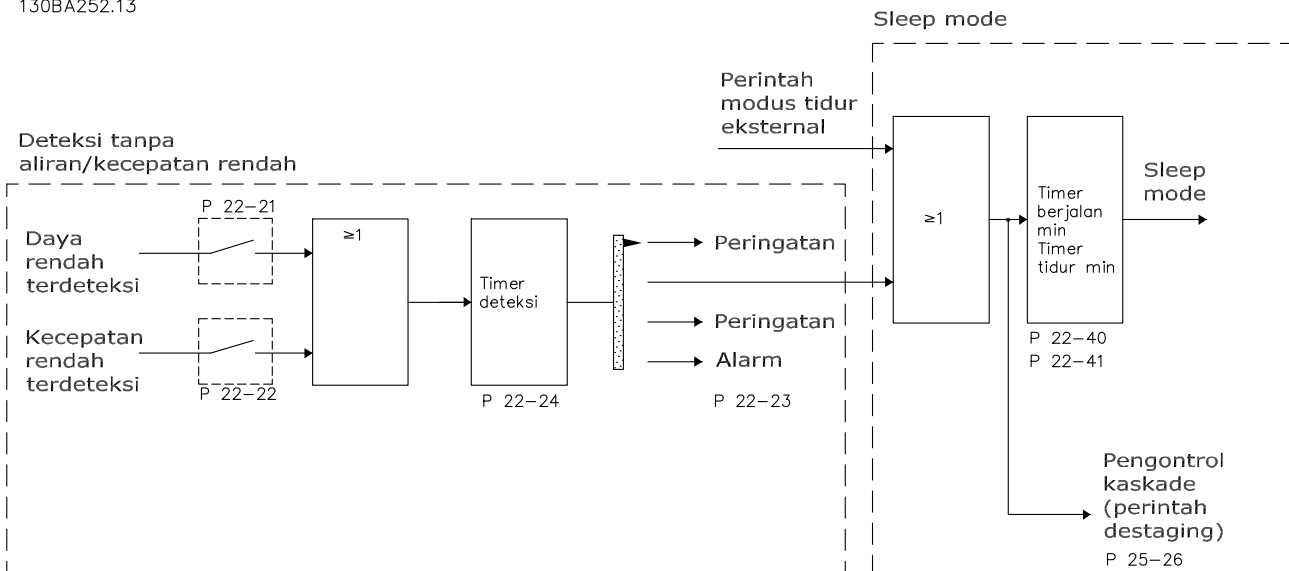 130BA252.13
Sleep mode
Perintah
modus tidur
eksternal
Deteksi tanpa
aliran/kecepatan rendah
P 22-21
Daya
rendah
terdeteksi
≥1
Kecepatan
rendah
terdeteksi
P 22-22
Timer
deteksi
P 22-24
Peringatan
Peringatan
Alarm
P 22-23
≥1
Timer
berjalan
min
Timer
tidur min
P 22-40
P 22-41
Sleep
mode
Pengontrol
kaskade
(perintah
destaging)
P 25-26